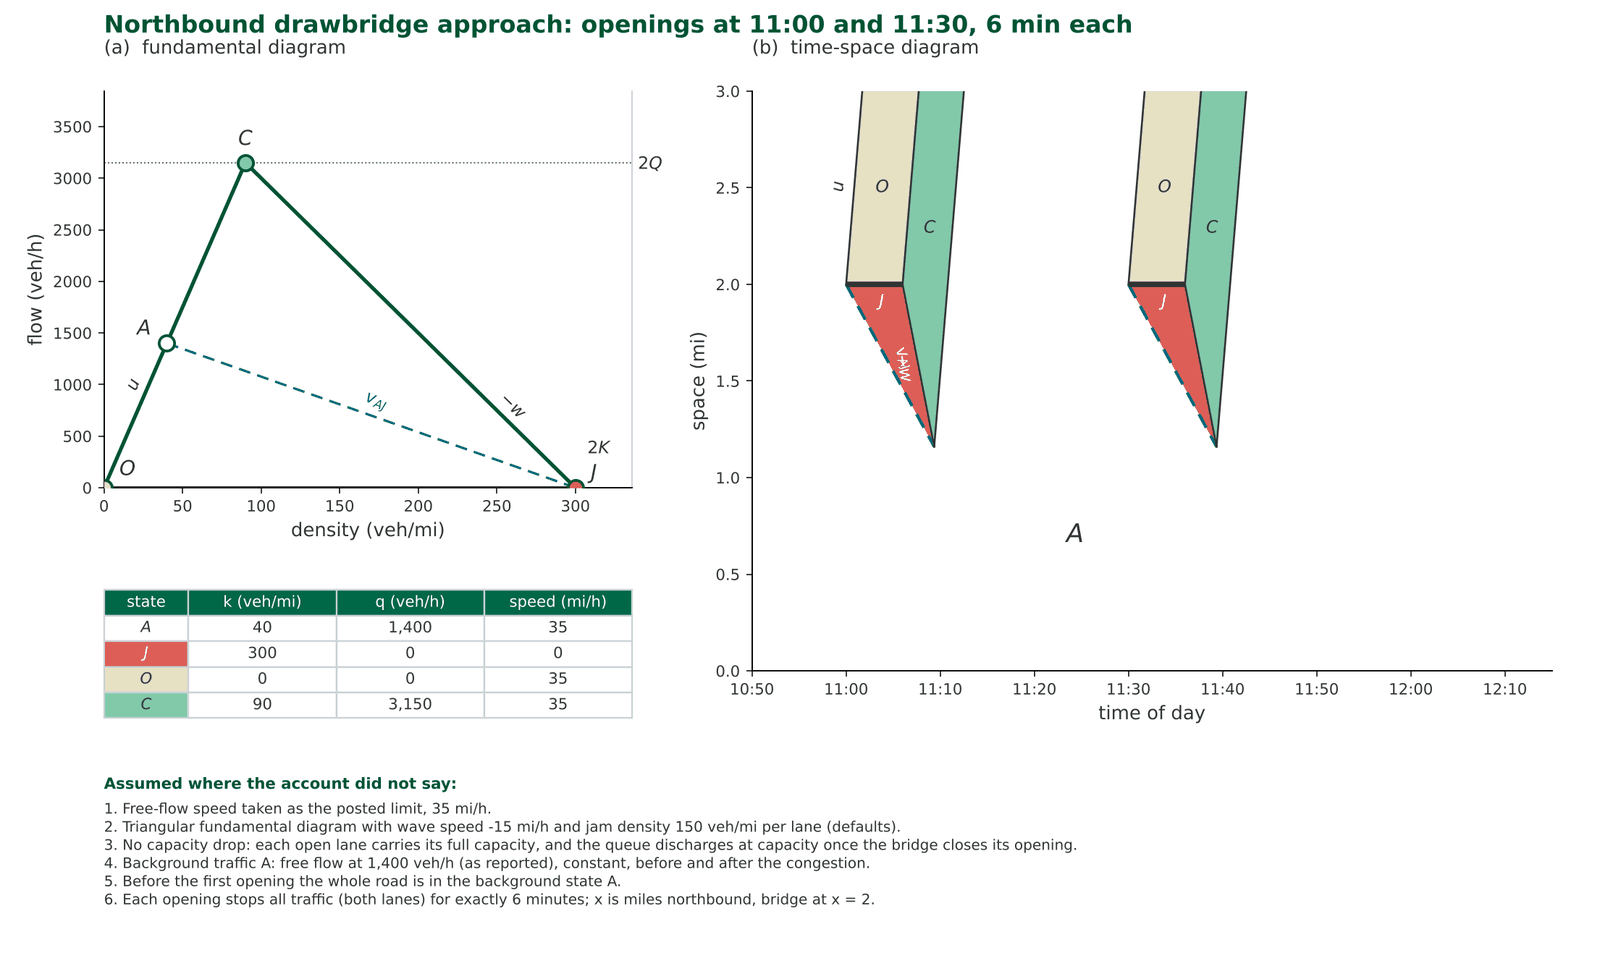 Northbound drawbridge approach: openings at 11:00 and 11:30, 6 min each
(a) fundamental diagram
3500
3000
2500
2000
1500
1000
500
0
flow (veh/h)
C
2Q
A
u
v_AJ
−w
2K
O
J
0 50 100 150 200 250 300
density (veh/mi)
state k (veh/mi) q (veh/h) speed (mi/h)
A 40 1,400 35
J 300 0 0
O 0 0 35
C 90 3,150 35
(b) time-space diagram
3.0
2.5
2.0
1.5
1.0
0.5
0.0
space (mi)
u
O
C
J
O
C
J
A
10:50 11:00 11:10 11:20 11:30 11:40 11:50 12:00 12:10
time of day
Assumed where the account did not say:
1. Free-flow speed taken as the posted limit, 35 mi/h.
2. Triangular fundamental diagram with wave speed -15 mi/h and jam density 150 veh/mi per lane (defaults).
3. No capacity drop: each open lane carries its full capacity, and the queue discharges at capacity once the bridge closes its opening.
4. Background traffic A: free flow at 1,400 veh/h (as reported), constant, before and after the congestion.
5. Before the first opening the whole road is in the background state A.
6. Each opening stops all traffic (both lanes) for exactly 6 minutes; x is miles northbound, bridge at x = 2.